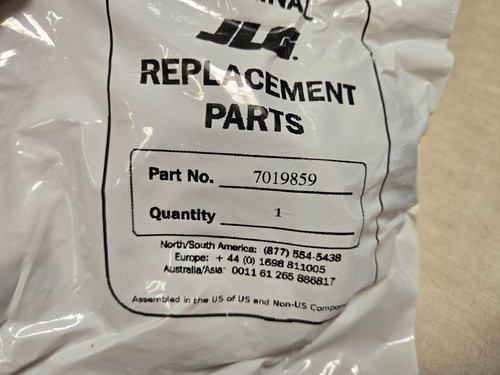 JLG
REPLACEMENT
PARTS
Part No. 7019859
Quantity 1
North/South America: (877) 554-5438
Europe: + 44 (0) 1698 811005
Australia/Asia: 0011 61 265 886817
Assembled in the US of US and Non-US